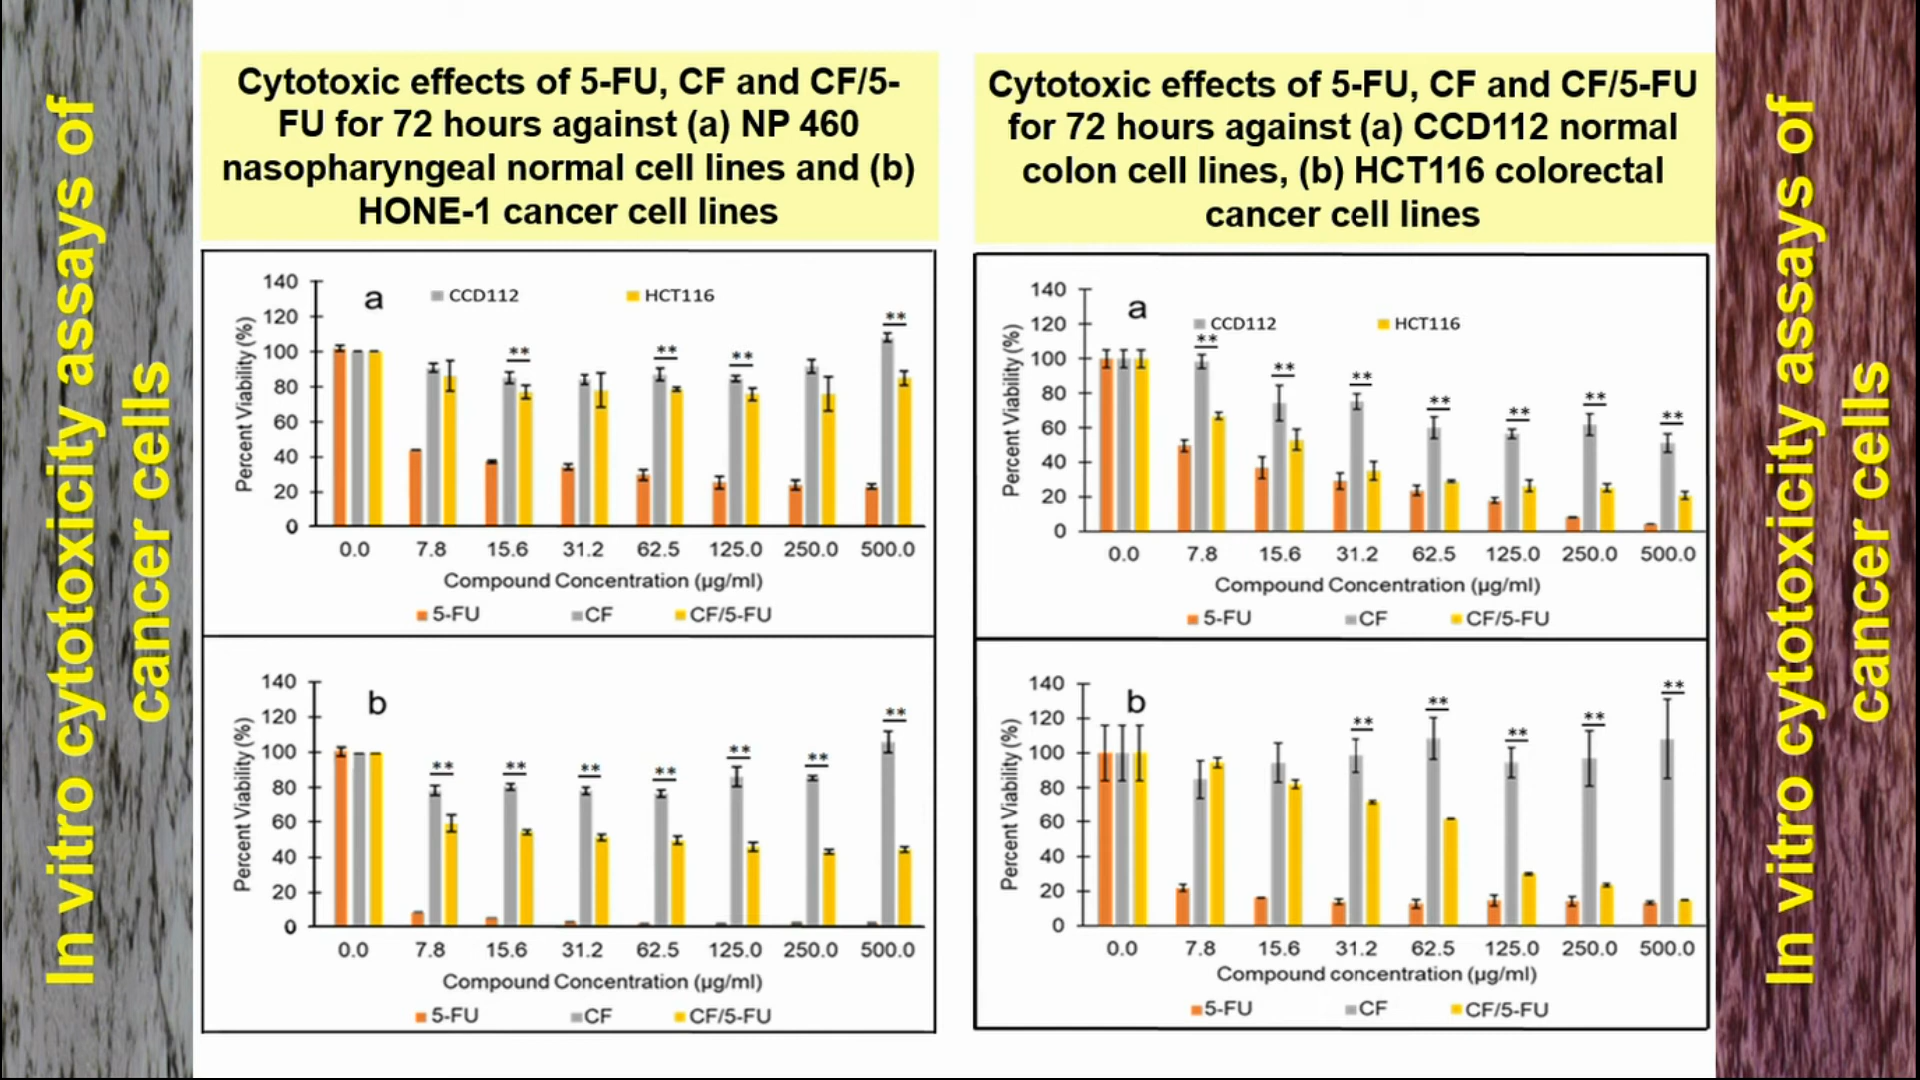 In vitro cytotoxicity assays of
cancer cells
Cytotoxic effects of 5-FU, CF and CF/5-
FU for 72 hours against (a) NP 460
nasopharyngeal normal cell lines and (b)
HONE-1 cancer cell lines
140
120
100
80
60
40
20
0
Percent Viability (%)
a
CCD112
HCT116
**
**
**
**
0.0 7.8 15.6 31.2 62.5 125.0 250.0 500.0
Compound Concentration (µg/ml)
5-FU CF CF/5-FU
140
120
100
80
60
40
20
0
Percent Viability (%)
b
**
**
**
**
**
**
**
0.0 7.8 15.6 31.2 62.5 125.0 250.0 500.0
Compound Concentration (µg/ml)
5-FU CF CF/5-FU
Cytotoxic effects of 5-FU, CF and CF/5-FU
for 72 hours against (a) CCD112 normal
colon cell lines, (b) HCT116 colorectal
cancer cell lines
140
120
100
80
60
40
20
0
Percent Viability (%)
a
CCD112
HCT116
**
**
**
**
**
**
**
0.0 7.8 15.6 31.2 62.5 125.0 250.0 500.0
Compound Concentration (µg/ml)
5-FU CF CF/5-FU
140
120
100
80
60
40
20
0
Percent Viability (%)
b
**
**
**
**
**
0.0 7.8 15.6 31.2 62.5 125.0 250.0 500.0
Compound concentration (µg/ml)
5-FU CF CF/5-FU
In vitro cytotoxicity assays of
cancer cells